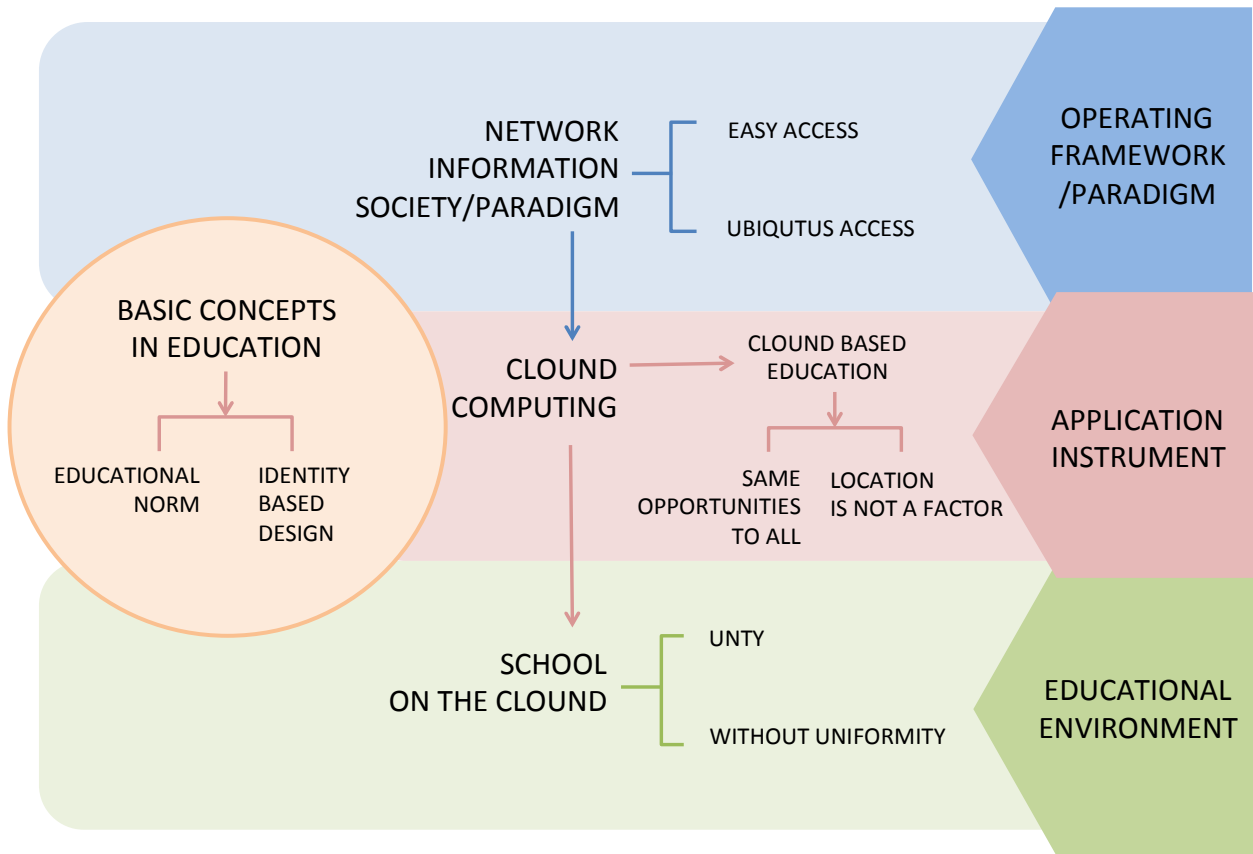 NETWORK
INFORMATION
SOCIETY/PARADIGM
EASY ACCESS
UBIQUTUS ACCESS
OPERATING
FRAMEWORK
/PARADIGM
BASIC CONCEPTS
IN EDUCATION
EDUCATIONAL
NORM
IDENTITY
BASED
DESIGN
CLOUND
COMPUTING
CLOUND BASED
EDUCATION
SAME
OPPORTUNITIES
TO ALL
LOCATION
IS NOT A FACTOR
APPLICATION
INSTRUMENT
SCHOOL
ON THE CLOUND
UNTY
WITHOUT UNIFORMITY
EDUCATIONAL
ENVIRONMENT